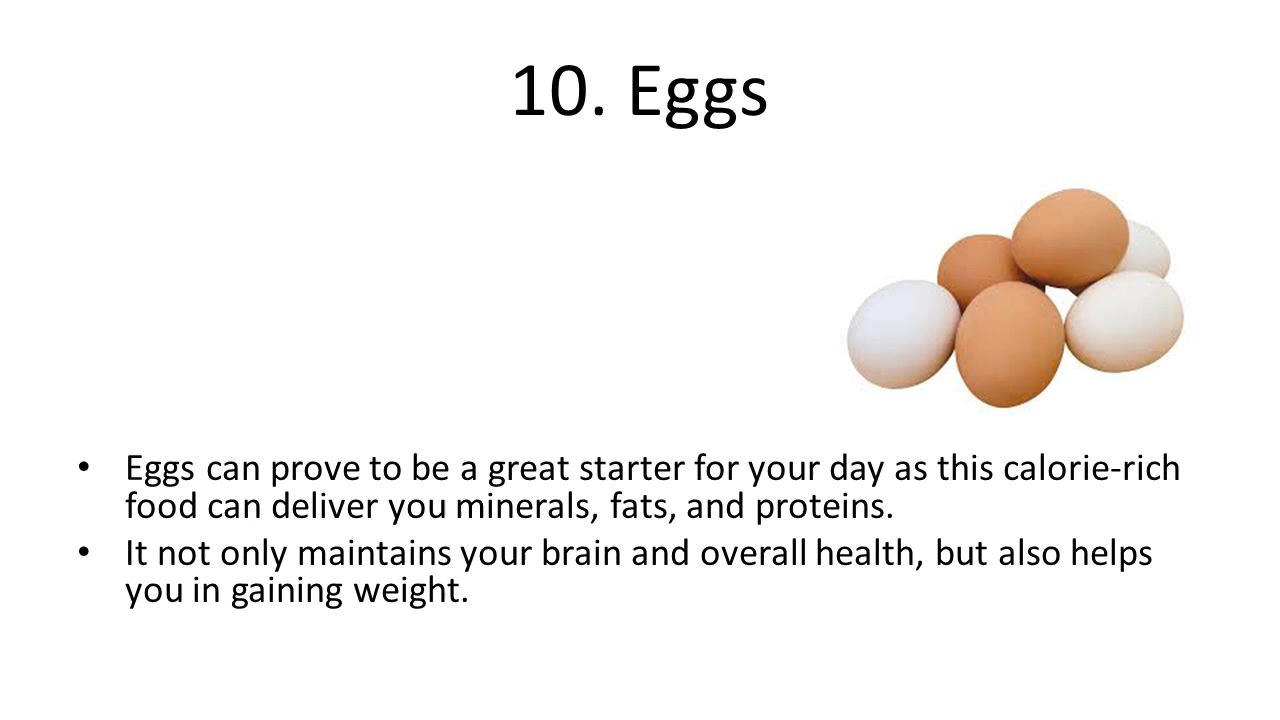 10. Eggs
• Eggs can prove to be a great starter for your day as this calorie-rich
food can deliver you minerals, fats, and proteins.
• It not only maintains your brain and overall health, but also helps
you in gaining weight.